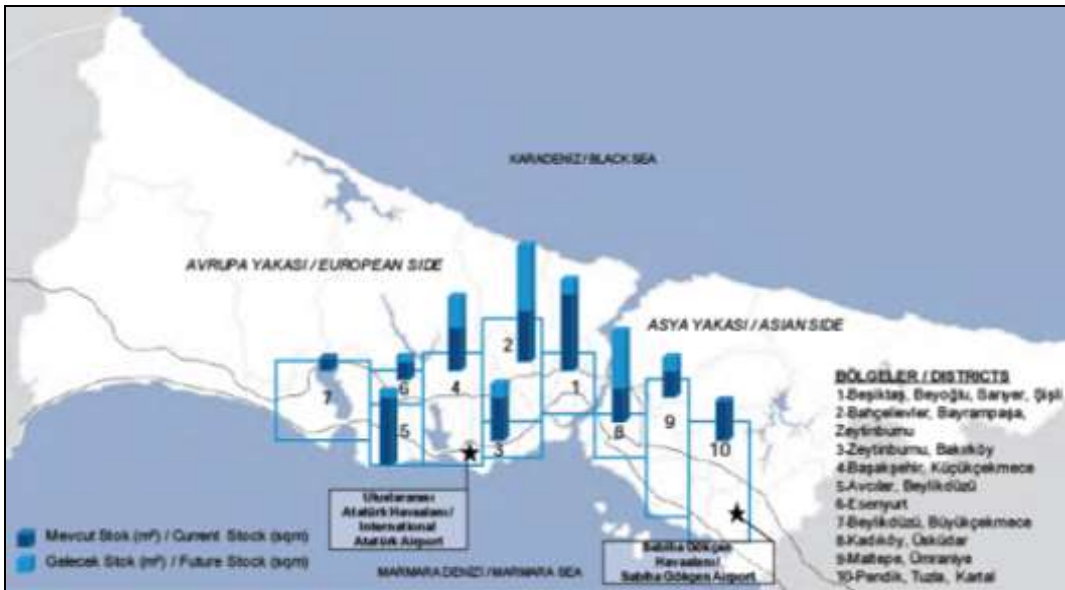 KARADENİZ / BLACK SEA
AVRUPA YAKASI / EUROPEAN SIDE
ASYA YAKASI / ASIAN SIDE
2
7
6
4
1
5
3
8
9
10
BÖLGELER / DISTRICTS
1-Beşiktaş, Beyoğlu, Sarıyer, Şişli
2-Bahçelievler, Bayrampaşa,
Zeytinburnu
3-Zeytinburnu, Bakırköy
4-Başakşehir, Küçükçekmece
5-Avcılar, Beylikdüzü
6-Esenyurt
7-Beylikdüzü, Büyükçekmece
8-Kadıköy, Üsküdar
9-Maltepe, Ümraniye
10-Pendik, Tuzla, Kartal
Uluslararası
Atatürk Havaalanı /
International
Atatürk Airport
Mevcut Stok (m²) / Current Stock (sqm)
Gelecek Stok (m²) / Future Stock (sqm)
MARMARA DENİZİ / MARMARA SEA
Sabiha Gökçen
Havaalanı /
Sabiha Gökçen Airport